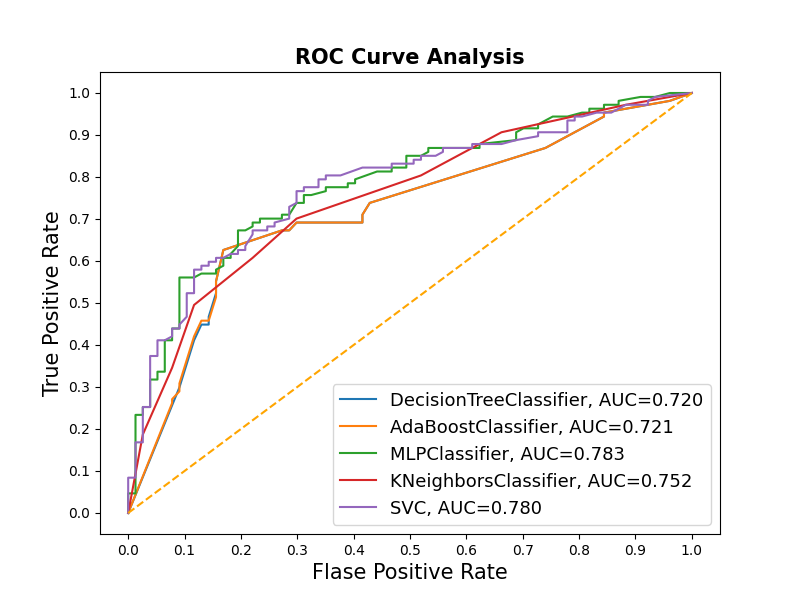 ROC Curve Analysis
1.0
0.9
0.8
0.7
0.6
0.5
0.4
0.3
0.2
0.1
0.0
True Positive Rate
DecisionTreeClassifier, AUC=0.720
AdaBoostClassifier, AUC=0.721
MLPClassifier, AUC=0.783
KNeighborsClassifier, AUC=0.752
SVC, AUC=0.780
0.0 0.1 0.2 0.3 0.4 0.5 0.6 0.7 0.8 0.9 1.0
Flase Positive Rate